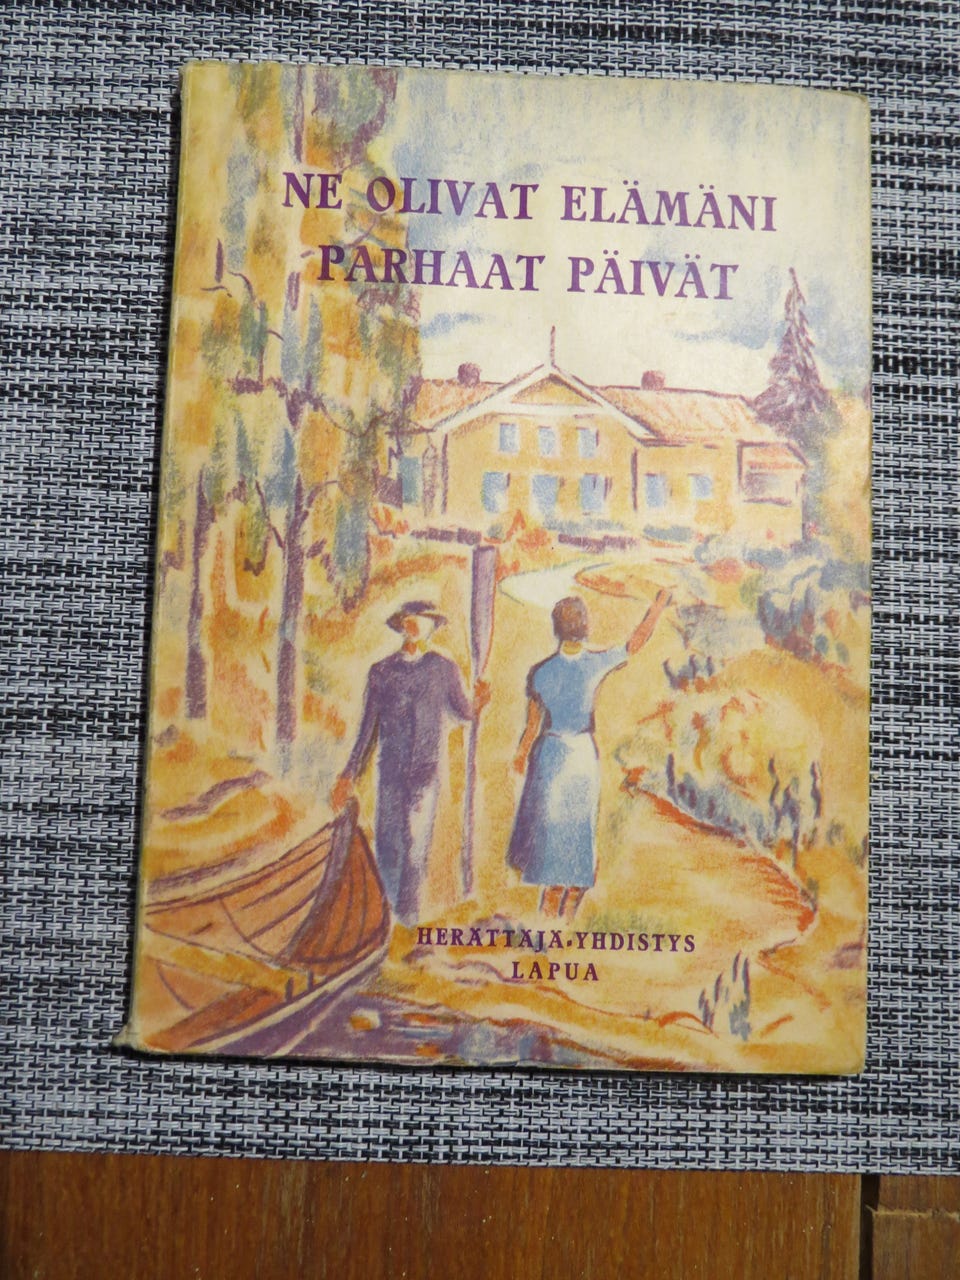 NE OLIVAT ELÄMÄNI
PARHAAT PÄIVÄT
HERÄTTÄJÄ-YHDISTYS
LAPUA